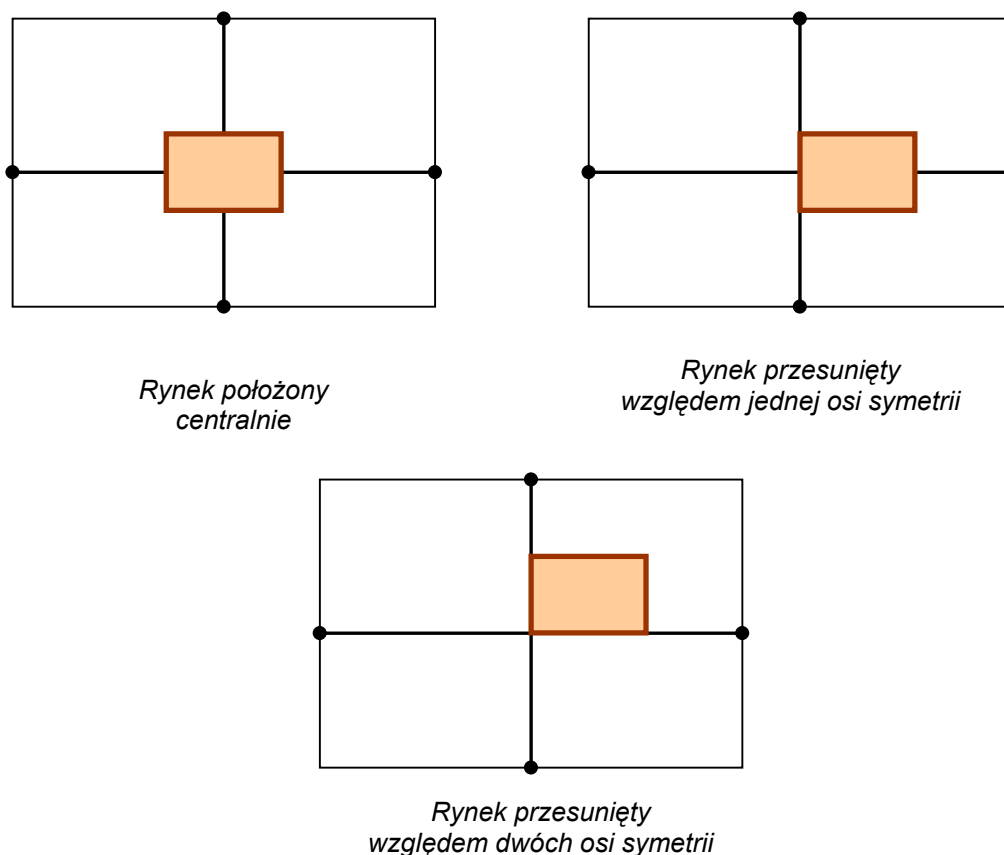 Rynek położony
centralnie
Rynek przesunięty
względem jednej osi symetrii
Rynek przesunięty
względem dwóch osi symetrii